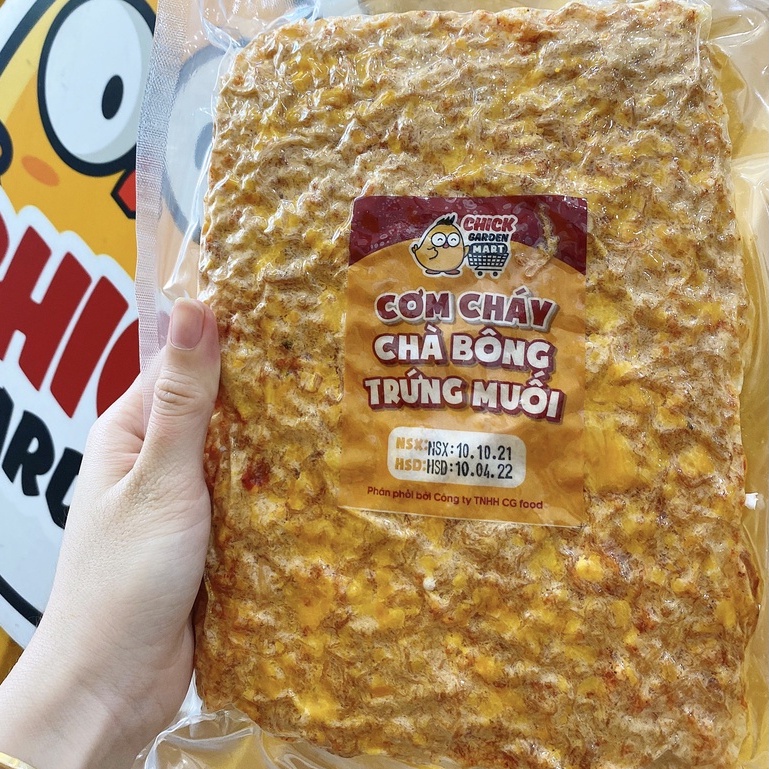 CHICK
GARDEN
MART
CƠM CHÁY
CHÀ BÔNG
TRỨNG MUỐI
NSX:NSX: 10.10.21
HSD:HSD: 10.04.22
Phân phối bởi Công ty TNHH CG food